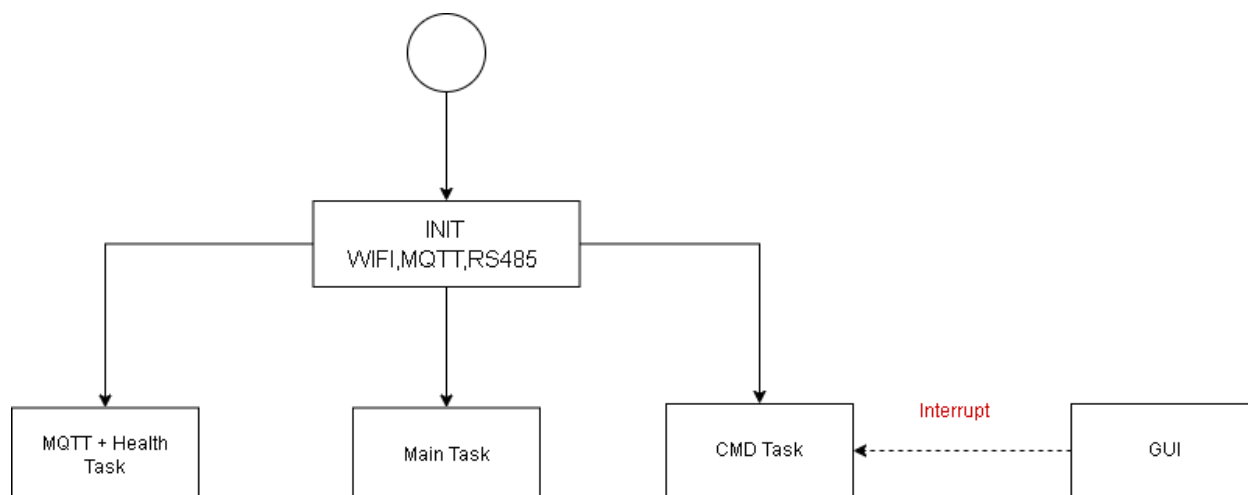 INIT
WIFI,MQTT,RS485
MQTT + Health
Task
Main Task
CMD Task
Interrupt
GUI